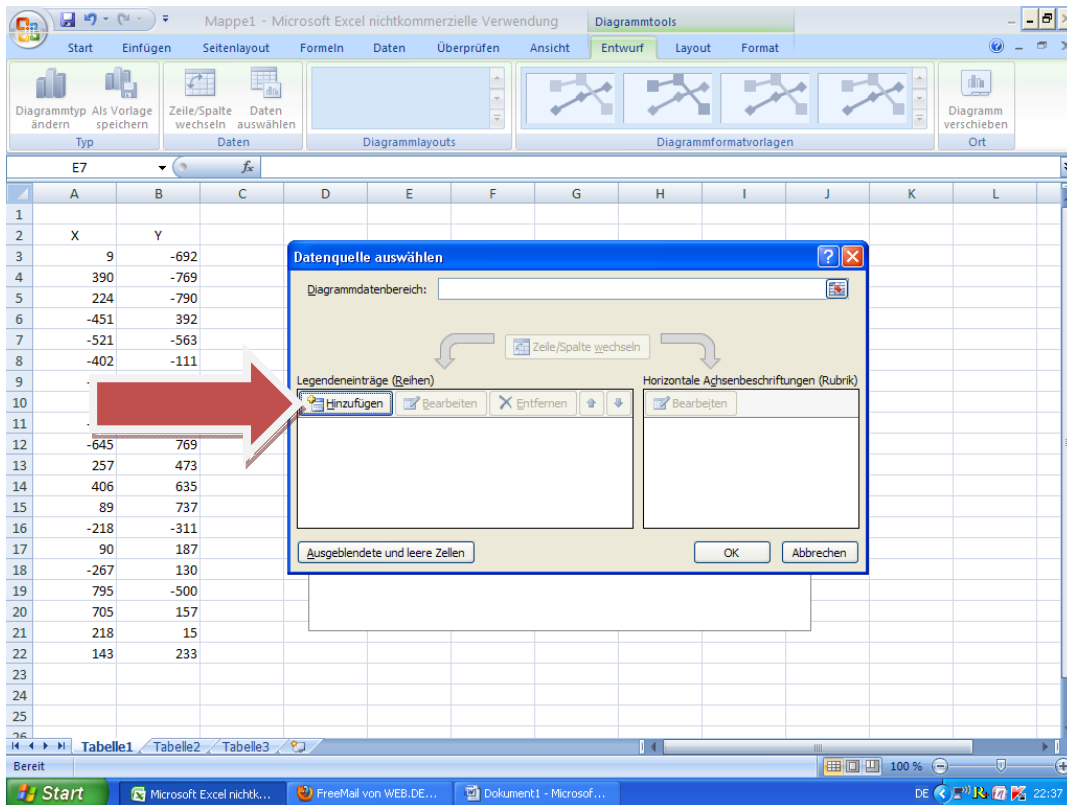 Mappe1 - Microsoft Excel nichtkommerzielle Verwendung
Diagrammtools
Start Einfügen Seitenlayout Formeln Daten Überprüfen Ansicht Entwurf Layout Format
Diagrammtyp ändern
Als Vorlage speichern
Zeile/Spalte wechseln
Daten auswählen
Diagramm verschieben
Typ Daten Diagrammlayouts Diagrammformatvorlagen Ort
E7 fx
A B C D E F G H I J K L
1
2 X Y
3 9 -692
4 390 -769
5 224 -790
6 -451 392
7 -521 -563
8 -402 -111
9
10
11
12 -645 769
13 257 473
14 406 635
15 89 737
16 -218 -311
17 90 187
18 -267 130
19 795 -500
20 705 157
21 218 15
22 143 233
23
24
25
26
Datenquelle auswählen
Diagrammdatenbereich:
Zeile/Spalte wechseln
Legendeneinträge (Reihen)
Horizontale Achsenbeschriftungen (Rubrik)
Hinzufügen Bearbeiten Entfernen
Bearbeiten
Ausgeblendete und leere Zellen
OK Abbrechen
Tabelle1 Tabelle2 Tabelle3
Bereit
100 %
Start Microsoft Excel nichtk... FreeMail von WEB.DE... Dokument1 - Microsof... DE 22:37